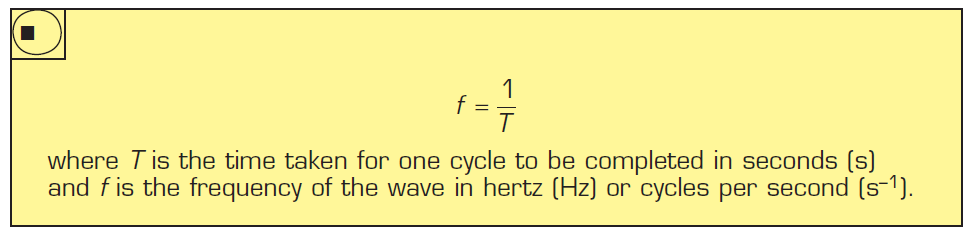 f = 1/T
where T is the time taken for one cycle to be completed in seconds (s)
and f is the frequency of the wave in hertz (Hz) or cycles per second (s⁻¹).